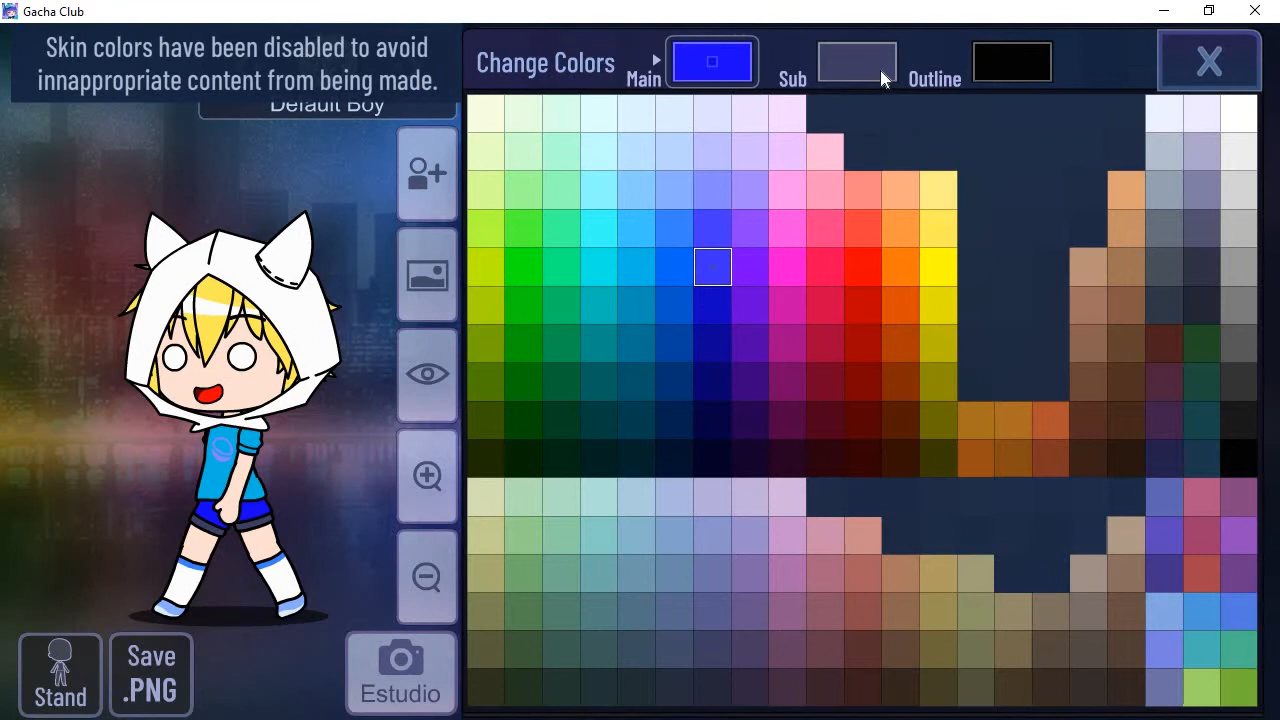 Gacha Club
Skin colors have been disabled to avoid
innappropriate content from being made.
Default Boy
Change Colors
Main
Sub
Outline
X
Stand
Save
.PNG
Estudio